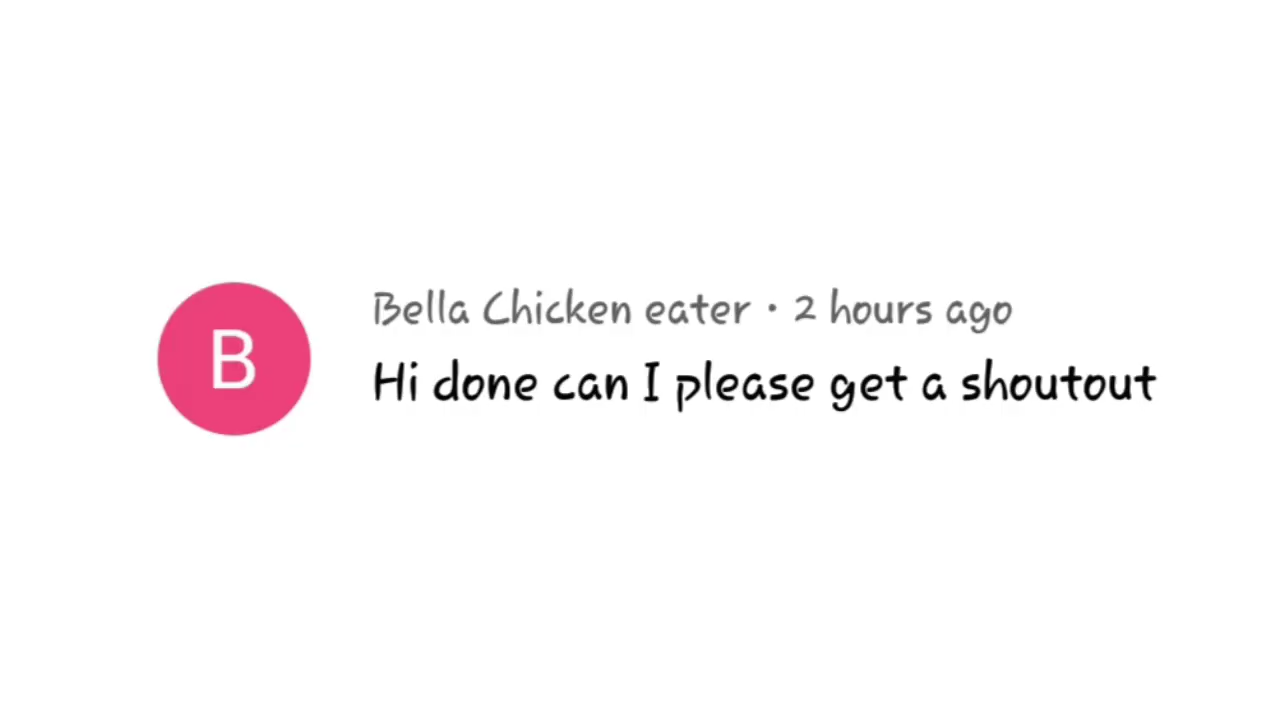 B
Bella Chicken eater • 2 hours ago
Hi done can I please get a shoutout